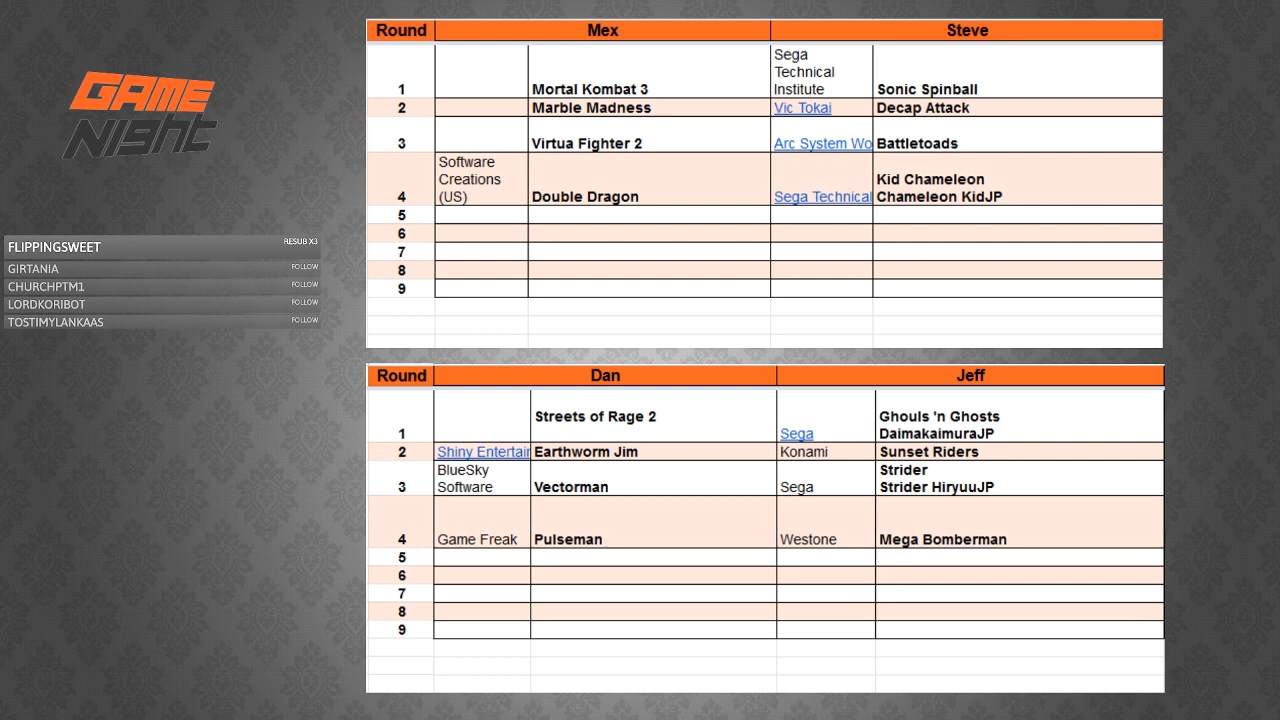 GAME
NIGHT
FLIPPINGSWEET RESUB X3
GIRTANIA FOLLOW
CHURCHPTM1 FOLLOW
LORDKORIBOT FOLLOW
TOSTIMYLANKAAS FOLLOW
Round Mex Steve
Sega
Technical
1 Mortal Kombat 3 Institute Sonic Spinball
2 Marble Madness Vic Tokai Decap Attack
3 Virtua Fighter 2 Arc System Wo Battletoads
Software
Creations Kid Chameleon
4 (US) Double Dragon Sega Technical Chameleon KidJP
5
6
7
8
9
Round Dan Jeff
Streets of Rage 2 Ghouls 'n Ghosts
1 Sega DaimakaimuraJP
2 Shiny Entertain Earthworm Jim Konami Sunset Riders
BlueSky Strider
3 Software Vectorman Sega Strider HiryuuJP
4 Game Freak Pulseman Westone Mega Bomberman
5
6
7
8
9